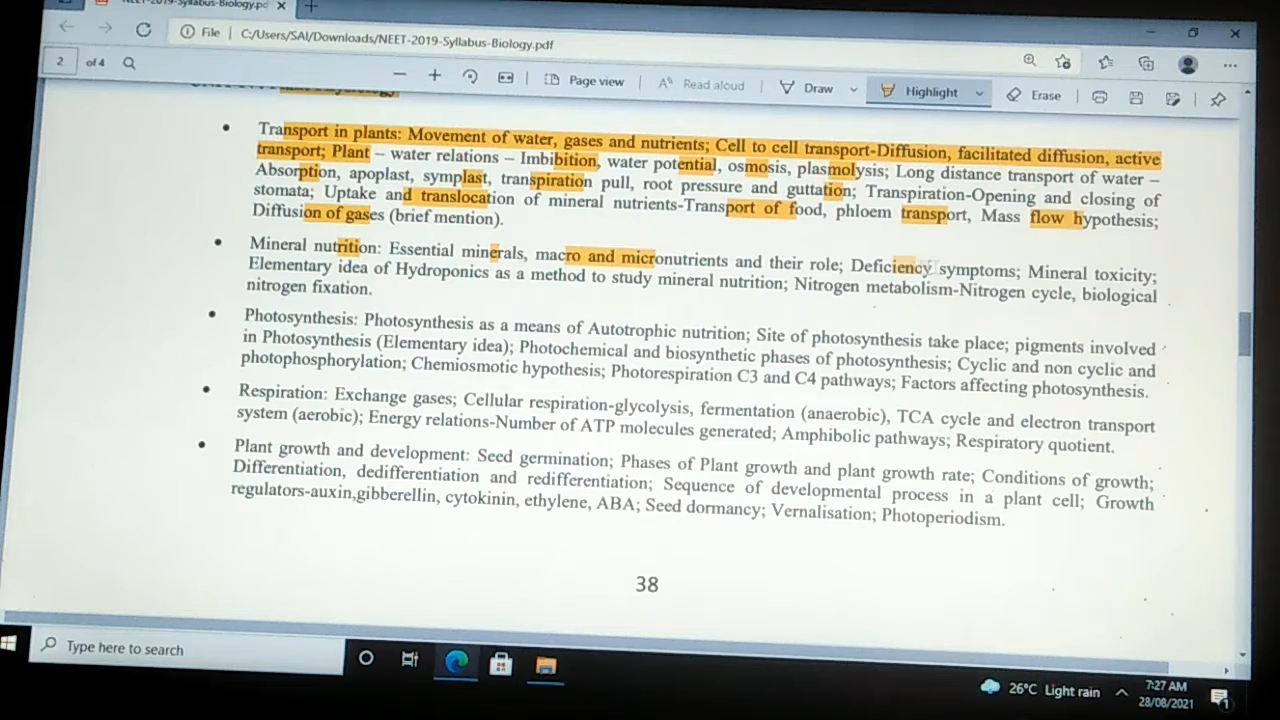 NEET-2019-Syllabus-Biology.pdf
File | C:/Users/SAI/Downloads/NEET-2019-Syllabus-Biology.pdf
2 of 4 Page view Read aloud Draw Highlight Erase
Transport in plants: Movement of water, gases and nutrients; Cell to cell transport-Diffusion, facilitated diffusion, active
transport; Plant – water relations – Imbibition, water potential, osmosis, plasmolysis; Long distance transport of water –
Absorption, apoplast, symplast, transpiration pull, root pressure and guttation; Transpiration-Opening and closing of
stomata; Uptake and translocation of mineral nutrients-Transport of food, phloem transport, Mass flow hypothesis;
Diffusion of gases (brief mention).
Mineral nutrition: Essential minerals, macro and micronutrients and their role; Deficiency symptoms; Mineral toxicity;
Elementary idea of Hydroponics as a method to study mineral nutrition; Nitrogen metabolism-Nitrogen cycle, biological
nitrogen fixation.
Photosynthesis: Photosynthesis as a means of Autotrophic nutrition; Site of photosynthesis take place; pigments involved
in Photosynthesis (Elementary idea); Photochemical and biosynthetic phases of photosynthesis; Cyclic and non cyclic and
photophosphorylation; Chemiosmotic hypothesis; Photorespiration C3 and C4 pathways; Factors affecting photosynthesis.
Respiration: Exchange gases; Cellular respiration-glycolysis, fermentation (anaerobic), TCA cycle and electron transport
system (aerobic); Energy relations-Number of ATP molecules generated; Amphibolic pathways; Respiratory quotient.
Plant growth and development: Seed germination; Phases of Plant growth and plant growth rate; Conditions of growth;
Differentiation, dedifferentiation and redifferentiation; Sequence of developmental process in a plant cell; Growth
regulators-auxin,gibberellin, cytokinin, ethylene, ABA; Seed dormancy; Vernalisation; Photoperiodism.
38
Type here to search
26°C Light rain
7:27 AM
28/08/2021
1